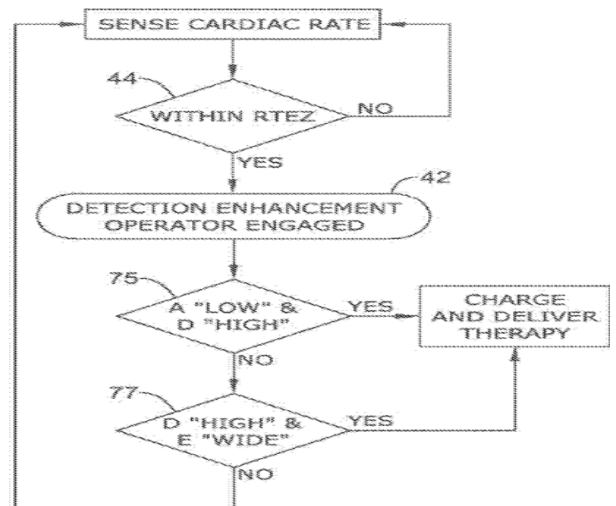 SENSE CARDIAC RATE
44
WITHIN RTEZ
NO
YES
42
DETECTION ENHANCEMENT
OPERATOR ENGAGED
75
A "LOW" &
D "HIGH"
YES
CHARGE
AND DELIVER
THERAPY
NO
77
D "HIGH" &
E "WIDE"
YES
NO